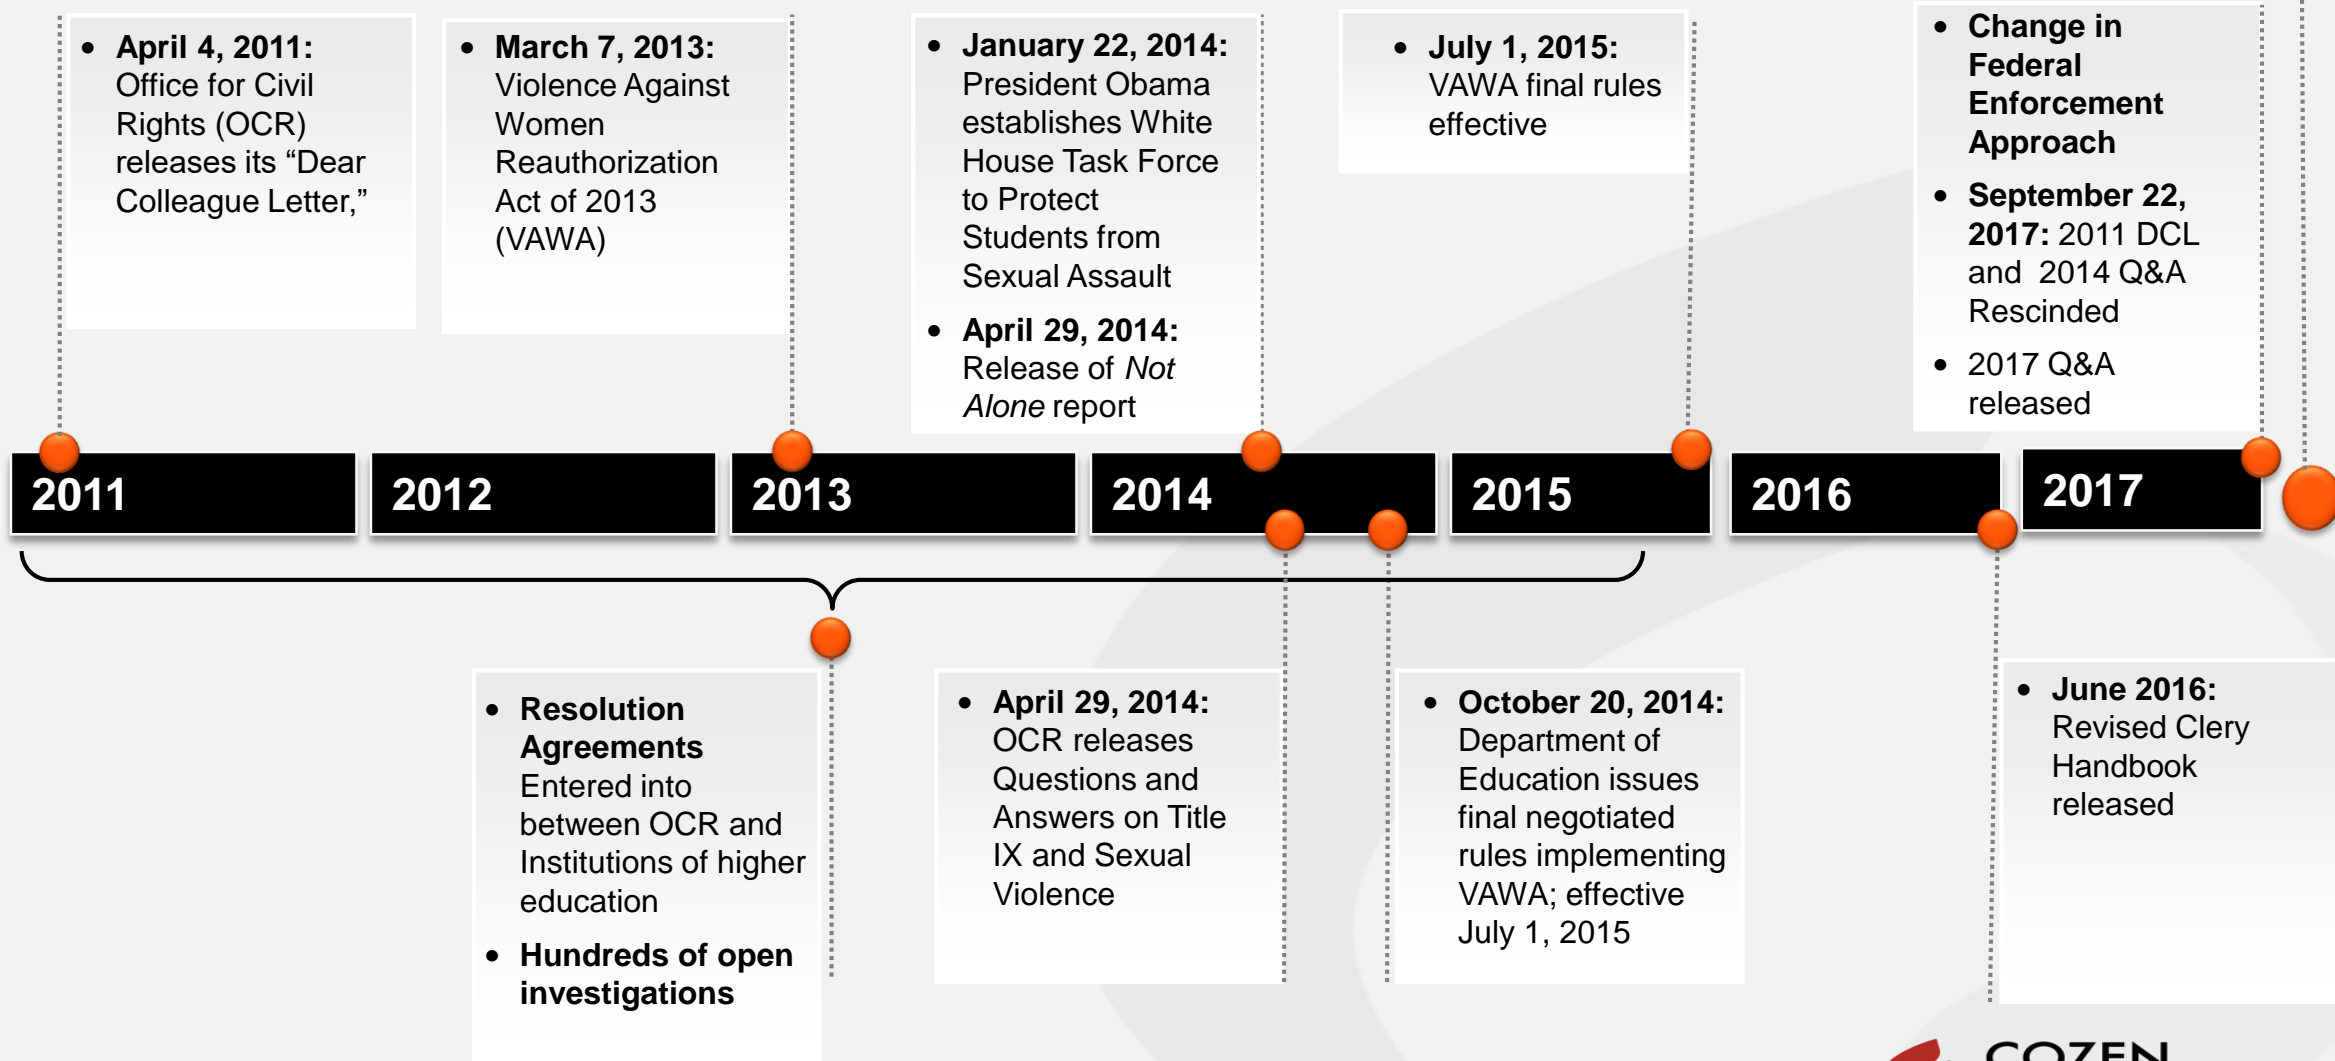 • April 4, 2011:
Office for Civil
Rights (OCR)
releases its “Dear
Colleague Letter,”
• March 7, 2013:
Violence Against
Women
Reauthorization
Act of 2013
(VAWA)
• January 22, 2014:
President Obama
establishes White
House Task Force
to Protect
Students from
Sexual Assault
• April 29, 2014:
Release of Not
Alone report
• July 1, 2015:
VAWA final rules
effective
• Change in
Federal
Enforcement
Approach
• September 22,
2017: 2011 DCL
and 2014 Q&A
Rescinded
• 2017 Q&A
released
2011
2012
2013
2014
2015
2016
2017
• Resolution
Agreements
Entered into
between OCR and
Institutions of higher
education
• Hundreds of open
investigations
• April 29, 2014:
OCR releases
Questions and
Answers on Title
IX and Sexual
Violence
• October 20, 2014:
Department of
Education issues
final negotiated
rules implementing
VAWA; effective
July 1, 2015
• June 2016:
Revised Clery
Handbook
released
COZEN